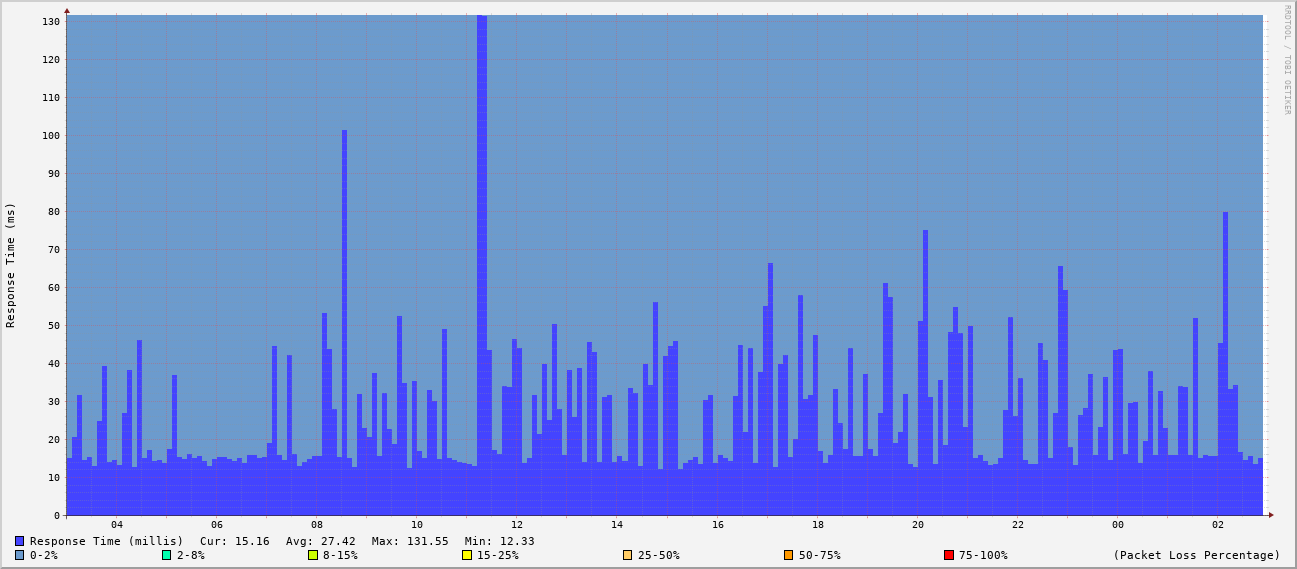 RRDTOOL / TOBI OETIKER
Response Time (ms)
130
120
110
100
90
80
70
60
50
40
30
20
10
0
04 06 08 10 12 14 16 18 20 22 00 02
Response Time (millis) Cur: 15.16 Avg: 27.42 Max: 131.55 Min: 12.33
0-2% 2-8% 8-15% 15-25% 25-50% 50-75% 75-100% (Packet Loss Percentage)